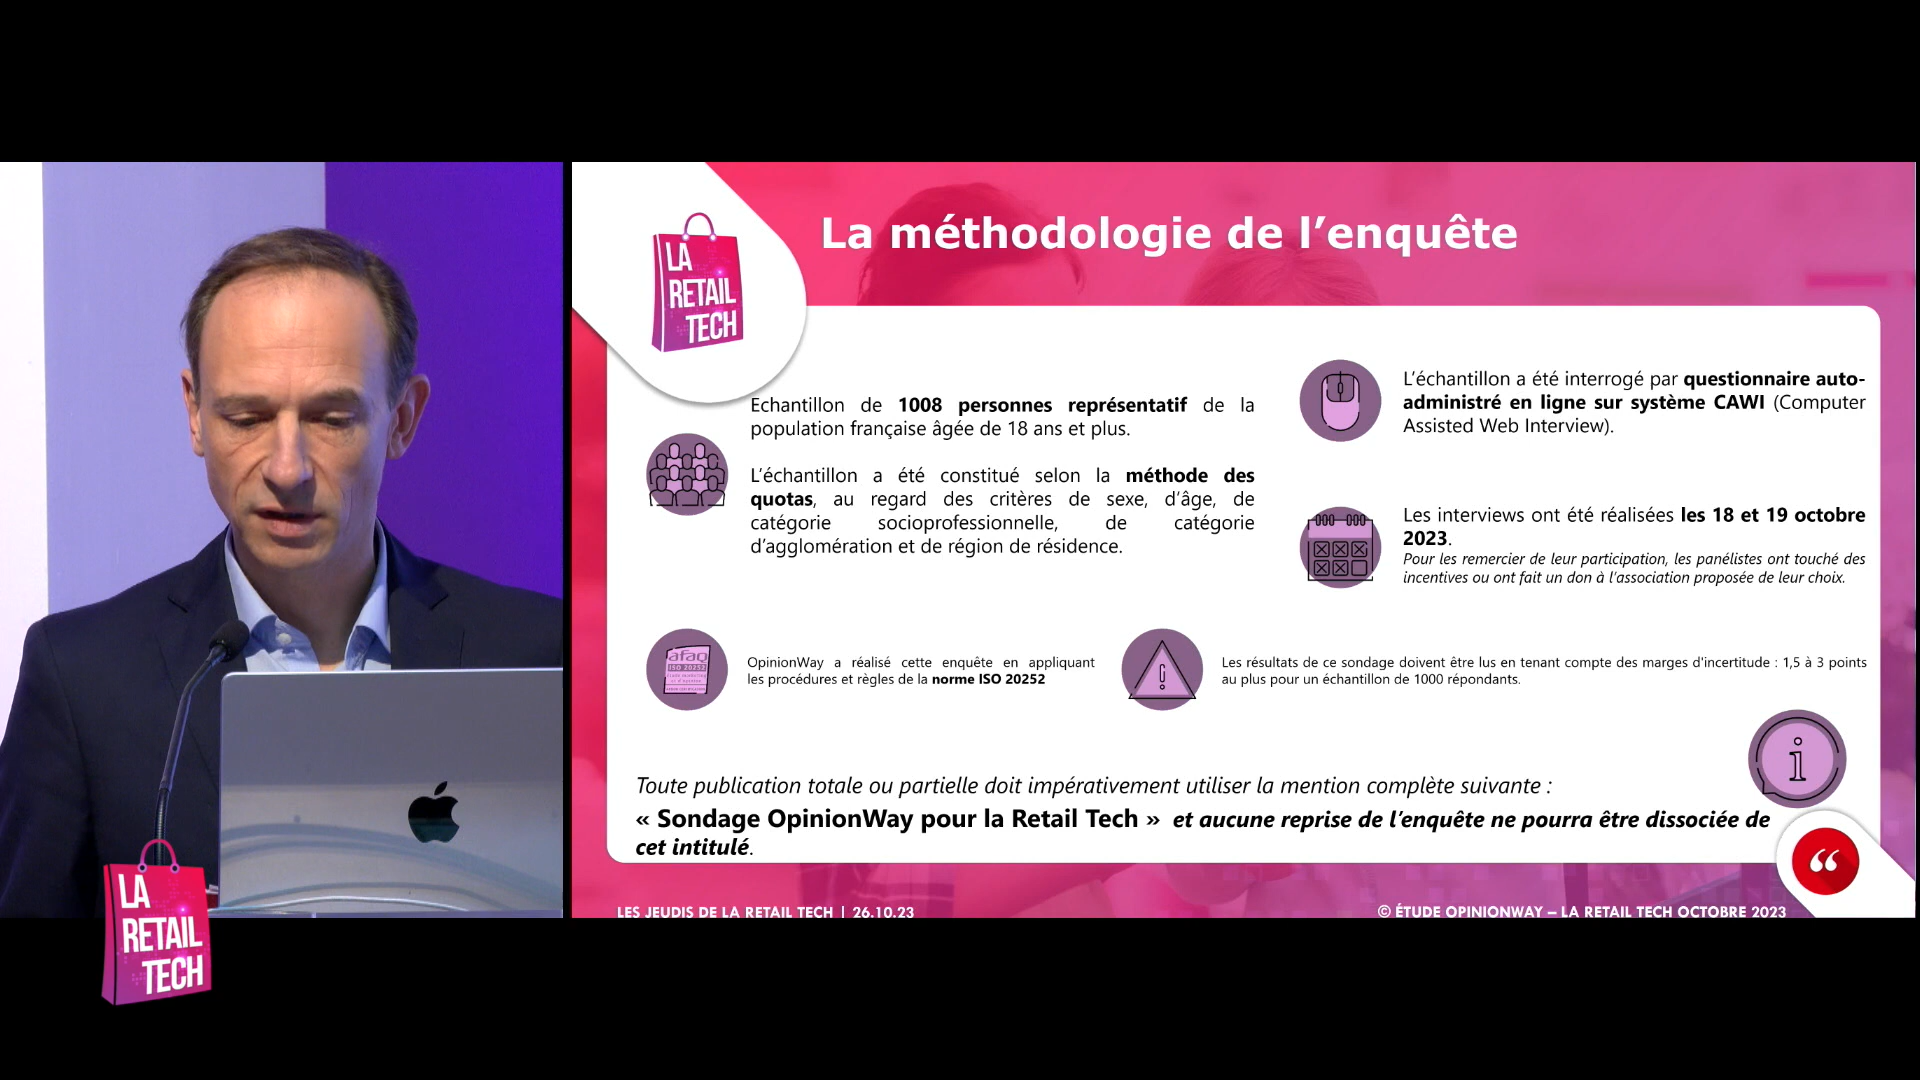 LA
RETAIL
TECH
La méthodologie de l’enquête
Echantillon de 1008 personnes représentatif de la
population française âgée de 18 ans et plus.
L’échantillon a été constitué selon la méthode des
quotas, au regard des critères de sexe, d’âge, de
catégorie socioprofessionnelle, de catégorie
d’agglomération et de région de résidence.
L’échantillon a été interrogé par questionnaire auto-
administré en ligne sur système CAWI (Computer
Assisted Web Interview).
Les interviews ont été réalisées les 18 et 19 octobre
2023.
Pour les remercier de leur participation, les panélistes ont touché des
incentives ou ont fait un don à l’association proposée de leur choix.
afaq
ISO 20252
OpinionWay a réalisé cette enquête en appliquant
les procédures et règles de la norme ISO 20252
Les résultats de ce sondage doivent être lus en tenant compte des marges d'incertitude : 1,5 à 3 points
au plus pour un échantillon de 1000 répondants.
Toute publication totale ou partielle doit impérativement utiliser la mention complète suivante :
« Sondage OpinionWay pour la Retail Tech » et aucune reprise de l’enquête ne pourra être dissociée de
cet intitulé.
LES JEUDIS DE LA RETAIL TECH | 26.10.23
© ÉTUDE OPINIONWAY – LA RETAIL TECH OCTOBRE 2023
LA
RETAIL
TECH